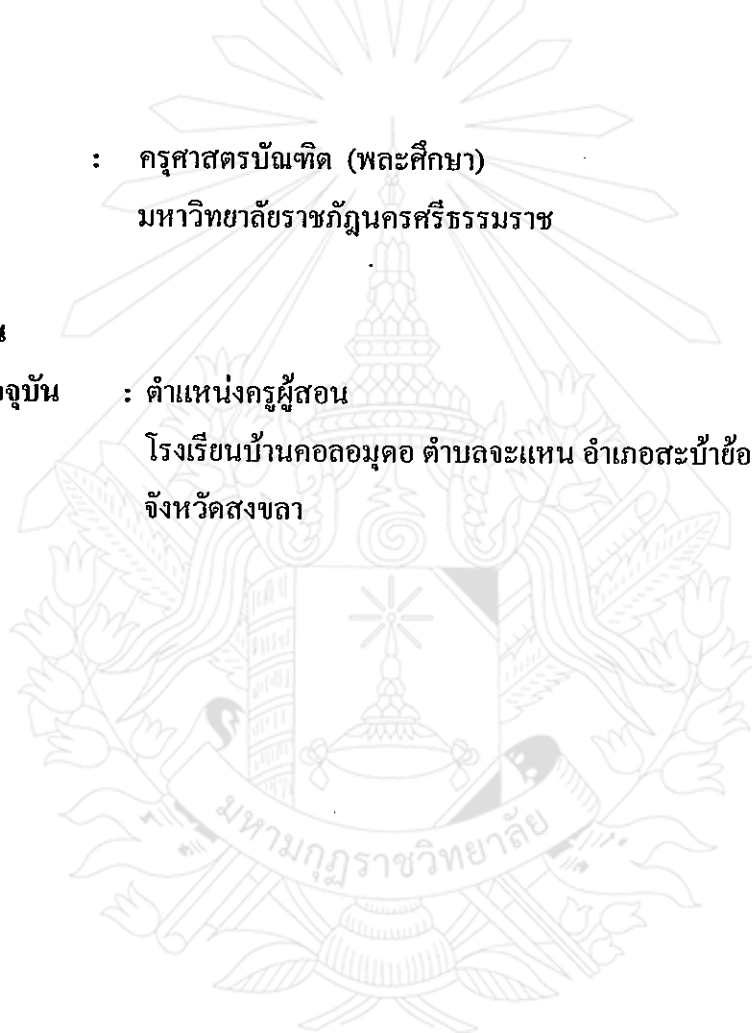 : ครุศาสตรบัณฑิต (พละศึกษา)
มหาวิทยาลัยราชภัฎนครศรีธรรมราช
น
จจุบัน : ตำแหน่งครูผู้สอน
โรงเรียนบ้านคอลอมุดอ ตำบลจะแหน อำเภอสะบ้าย้อ
จังหวัดสงขลา
มหามกุฏราชวิทยาลัย